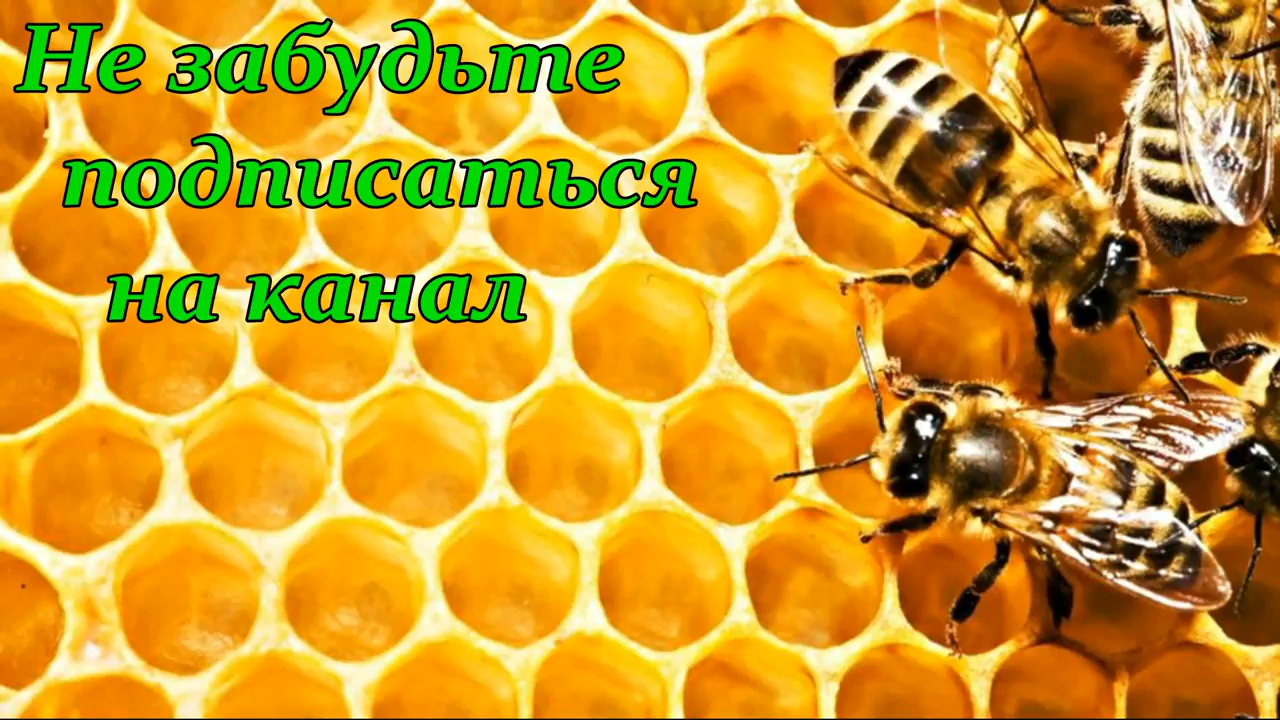 Не забудьте
подписаться
на канал